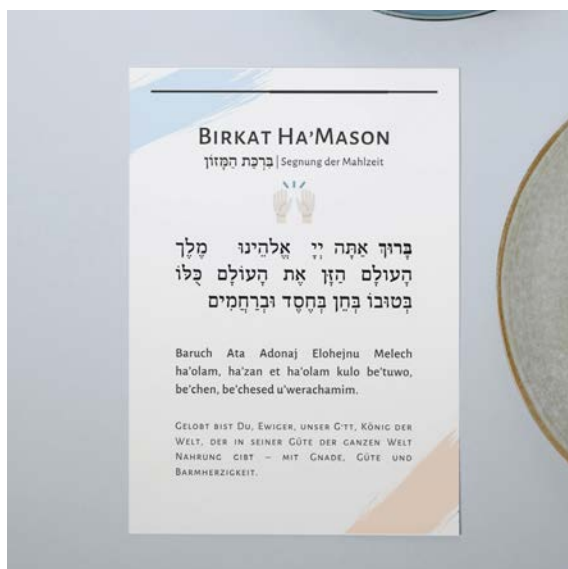 BIRKAT HA'MASON
בִּרְכַּת הַמָּזוֹן | Segnung der Mahlzeit
בָּרוּךְ אַתָּה יְיָ אֱלֹהֵינוּ מֶלֶךְ
הָעוֹלָם הַזָּן אֶת הָעוֹלָם כֻּלּוֹ
בְּטוּבוֹ בְּחֵן בְּחֶסֶד וּבְרַחֲמִים
Baruch Ata Adonaj Elohejnu Melech
ha'olam, ha'zan et ha'olam kulo be'tuwo,
be'chen, be'chesed u'werachamim.
GELOBT BIST DU, EWIGER, UNSER G'TT, KÖNIG DER
WELT, DER IN SEINER GÜTE DER GANZEN WELT
NAHRUNG GIBT – MIT GNADE, GÜTE UND
BARMHERZIGKEIT.